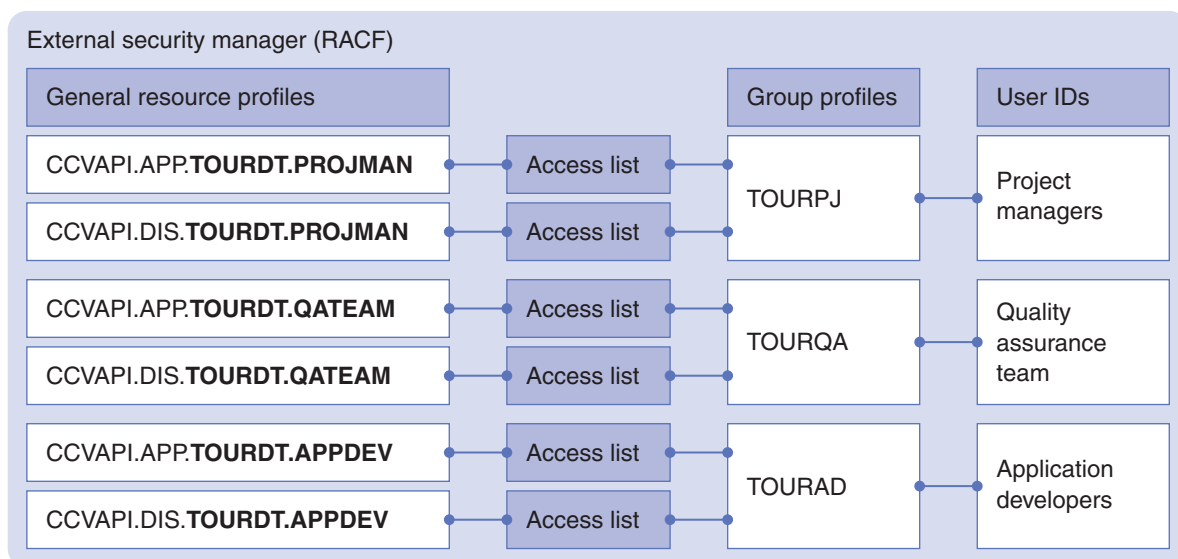 External security manager (RACF)
General resource profiles
Group profiles
User IDs
CCVAPI.APP.TOURDT.PROJMAN
Access list
CCVAPI.DIS.TOURDT.PROJMAN
Access list
TOURPJ
Project
managers
CCVAPI.APP.TOURDT.QATEAM
Access list
CCVAPI.DIS.TOURDT.QATEAM
Access list
TOURQA
Quality
assurance
team
CCVAPI.APP.TOURDT.APPDEV
Access list
CCVAPI.DIS.TOURDT.APPDEV
Access list
TOURAD
Application
developers